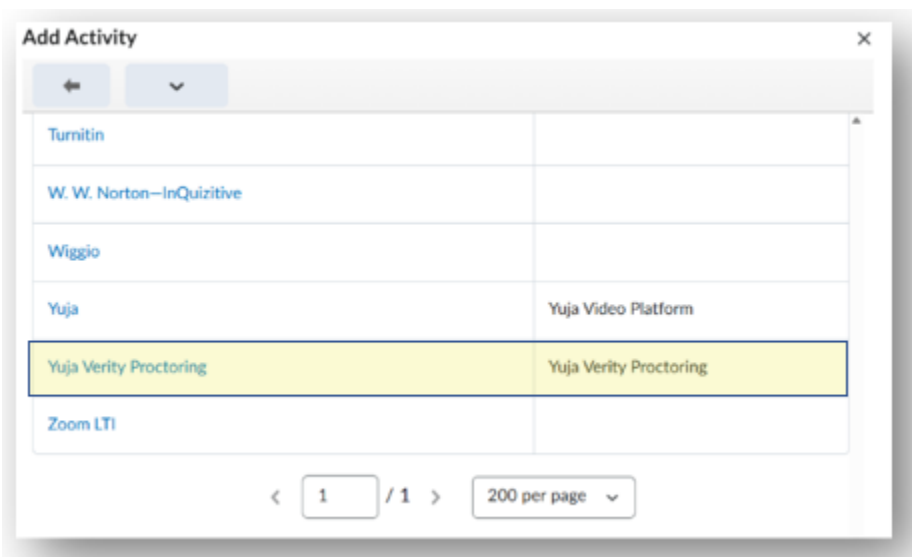 Add Activity
Turnitin
W. W. Norton—InQuizitive
Wiggio
Yuja Yuja Video Platform
Yuja Verity Proctoring Yuja Verity Proctoring
Zoom LTI
1 / 1 200 per page